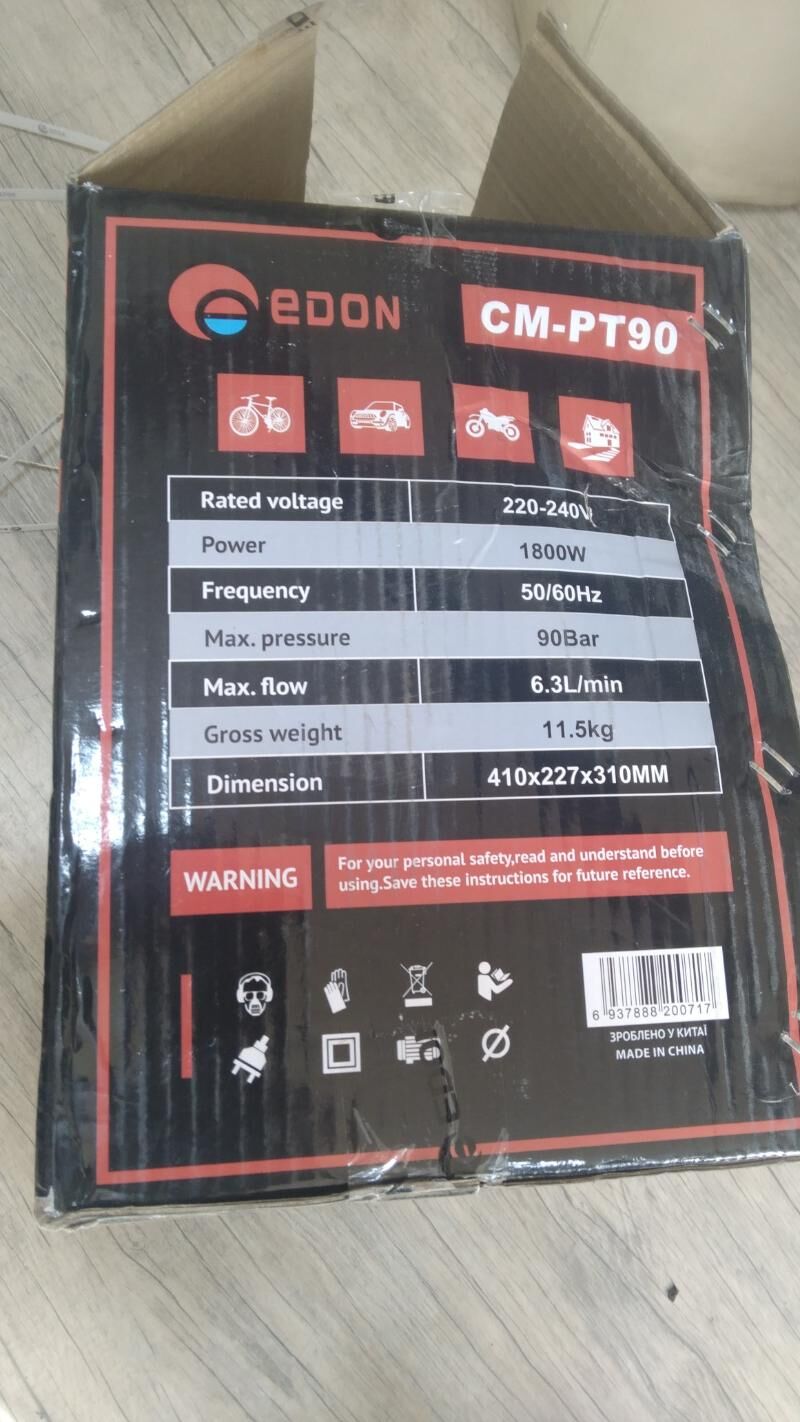 eDON
CM-PT90
Rated voltage 220-240V
Power 1800W
Frequency 50/60Hz
Max. pressure 90Bar
Max. flow 6.3L/min
Gross weight 11.5kg
Dimension 410x227x310MM
WARNING
For your personal safety,read and understand before
using.Save these instructions for future reference.
6 937888 200717
ЗРОБЛЕНО У КИТАЇ
MADE IN CHINA